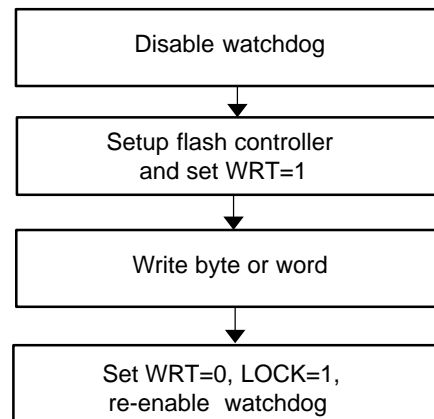 Disable watchdog
Setup flash controller
and set WRT=1
Write byte or word
Set WRT=0, LOCK=1,
re-enable watchdog